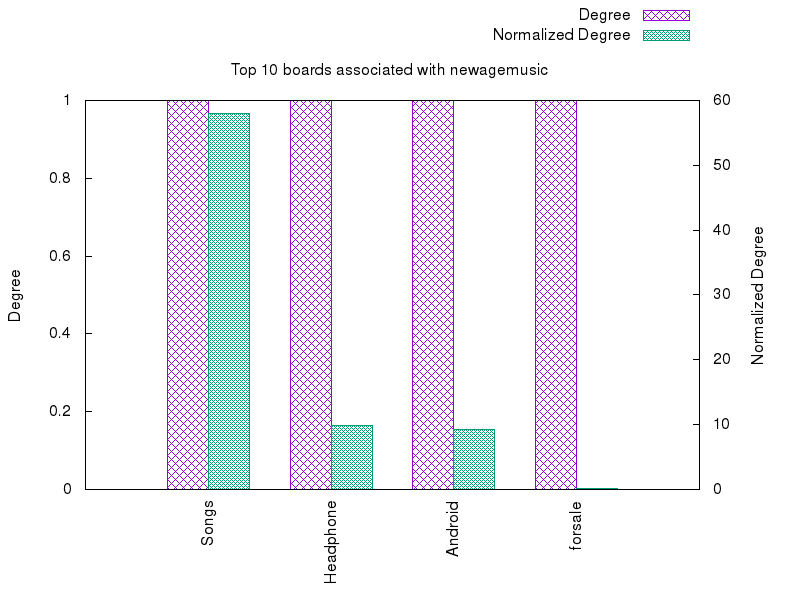 Degree
Normalized Degree
Top 10 boards associated with newagemusic
1
0.8
0.6
0.4
0.2
0
Degree
60
50
40
30
20
10
0
Normalized Degree
Songs
Headphone
Android
forsale